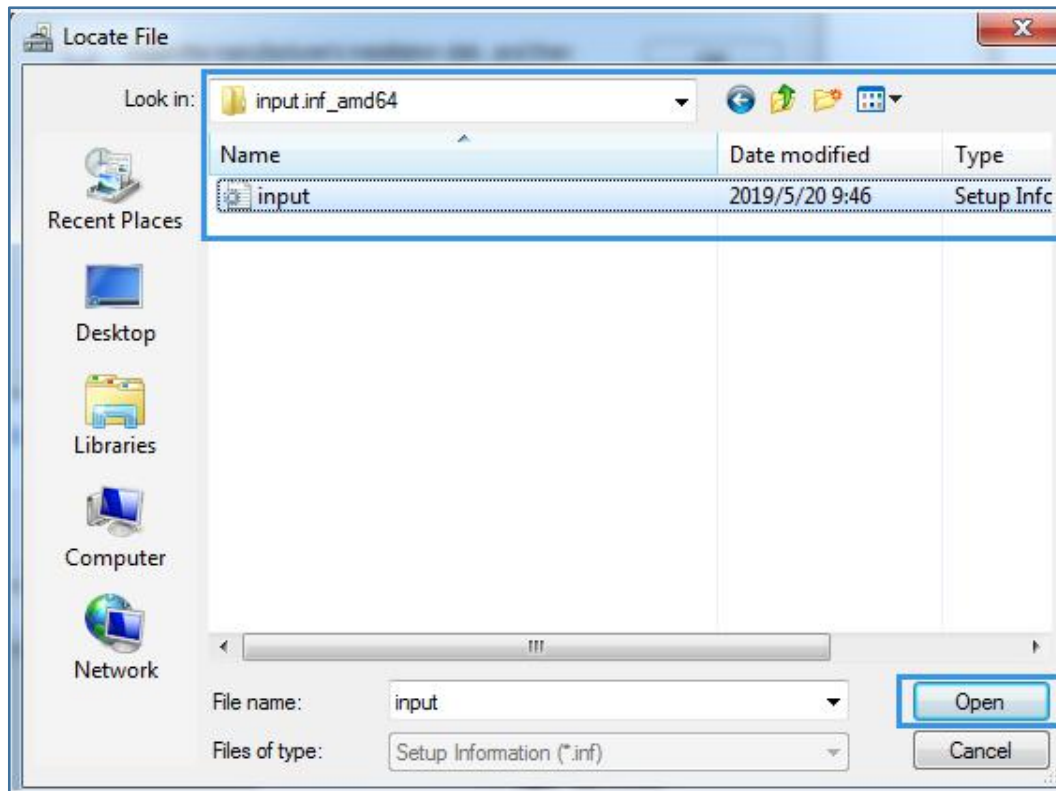 Locate File
X
Look in:
input.inf_amd64
Name
Date modified
Type
input
2019/5/20 9:46
Setup Info
Recent Places
Desktop
Libraries
Computer
Network
File name:
input
Open
Files of type:
Setup Information (*.inf)
Cancel